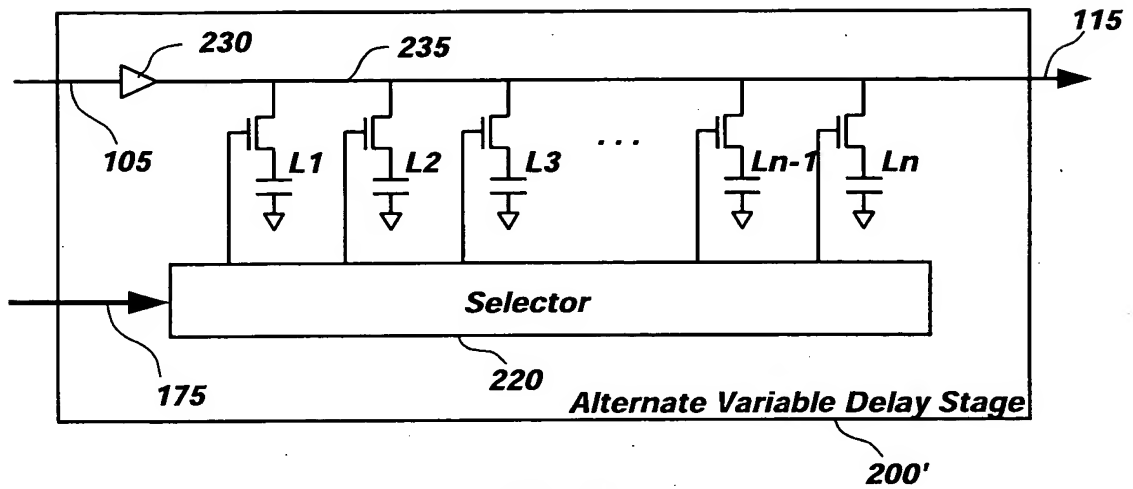 115
230
235
105
L1
L2
L3
...
Ln-1
Ln
Selector
175
220
Alternate Variable Delay Stage
200'